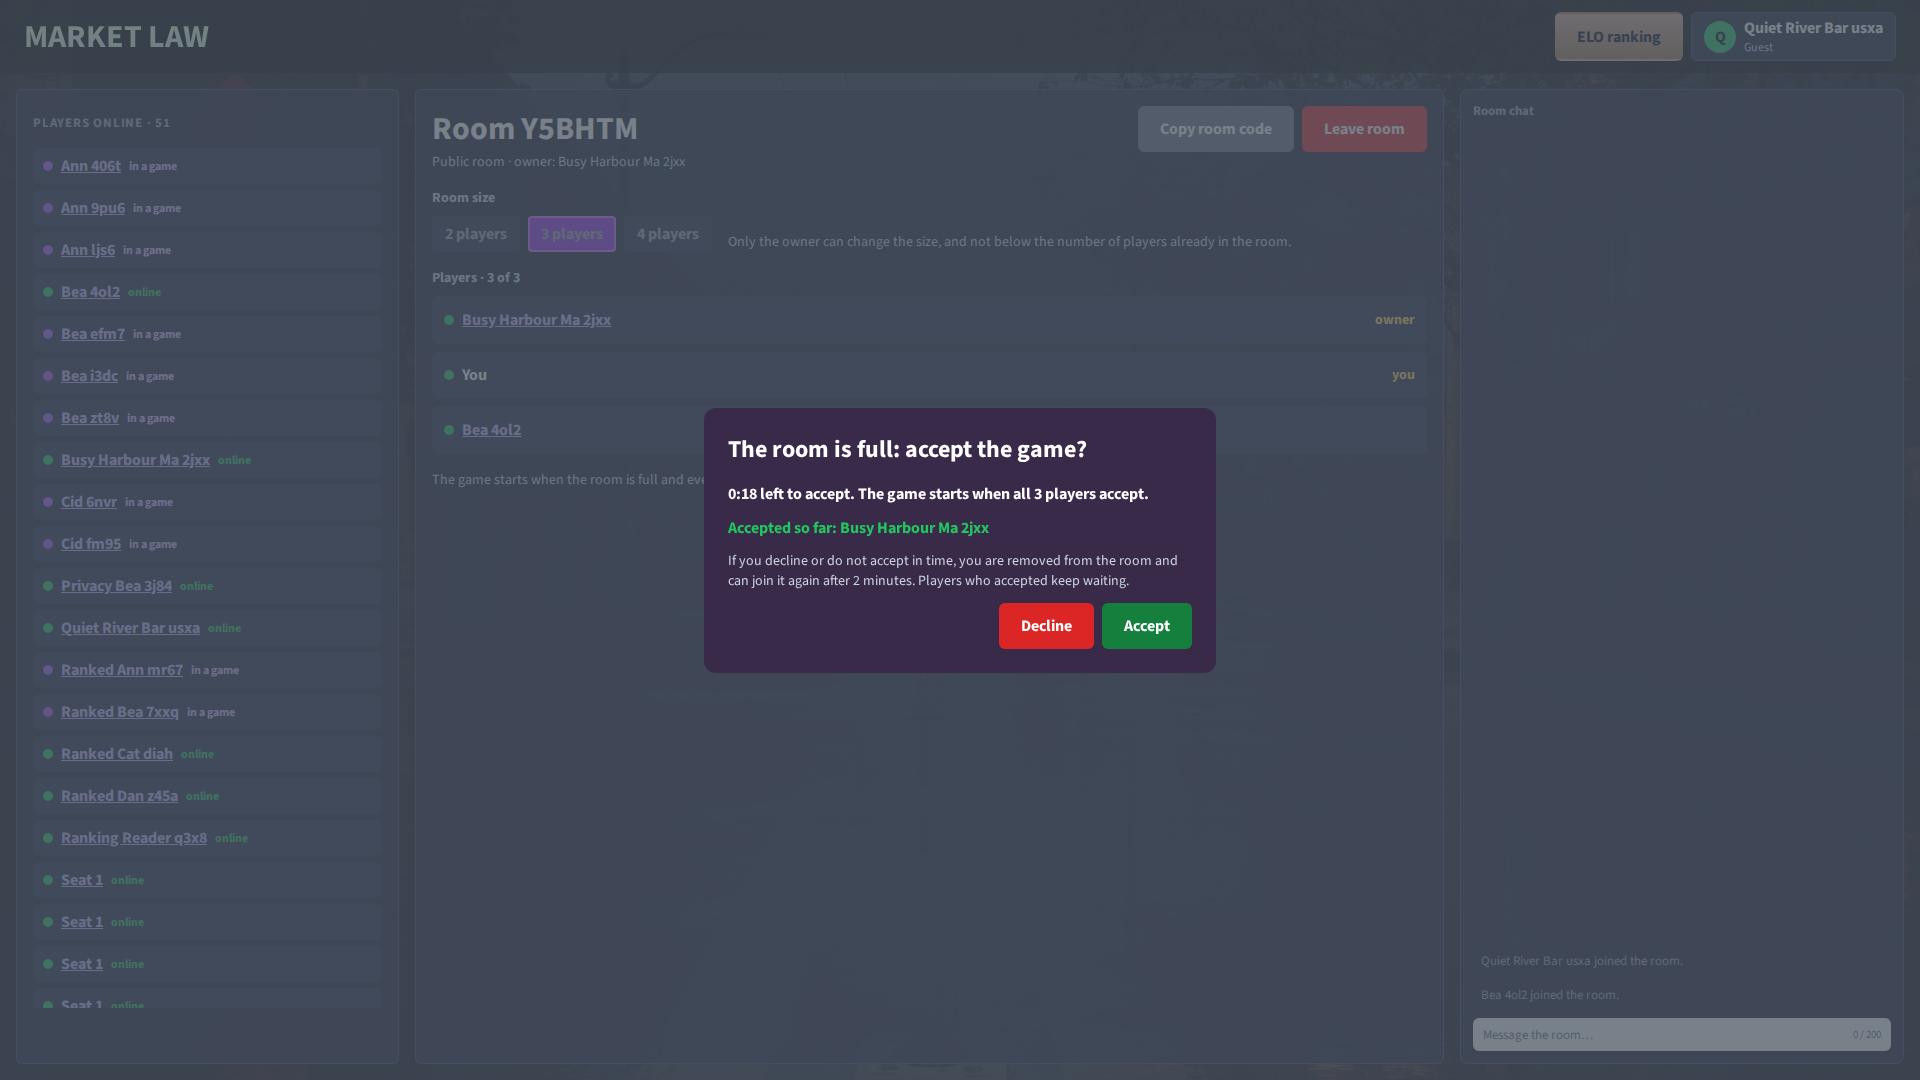 MARKET LAW
ELO ranking
Q
Quiet River Bar usxa
Guest
PLAYERS ONLINE · 51
Ann 406t in a game
Ann 9pu6 in a game
Ann ljs6 in a game
Bea 4ol2 online
Bea efm7 in a game
Bea i3dc in a game
Bea zt8v in a game
Busy Harbour Ma 2jxx online
Cid 6nvr in a game
Cid fm95 in a game
Privacy Bea 3j84 online
Quiet River Bar usxa online
Ranked Ann mr67 in a game
Ranked Bea 7xxq in a game
Ranked Cat diah online
Ranked Dan z45a online
Ranking Reader q3x8 online
Seat 1 online
Seat 1 online
Seat 1 online
Seat 1 online
Room Y5BHTM
Copy room code
Leave room
Public room · owner: Busy Harbour Ma 2jxx
Room size
2 players
3 players
4 players
Only the owner can change the size, and not below the number of players already in the room.
Players · 3 of 3
Busy Harbour Ma 2jxx owner
You you
Bea 4ol2
The game starts when the room is full and eve
The room is full: accept the game?
0:18 left to accept. The game starts when all 3 players accept.
Accepted so far: Busy Harbour Ma 2jxx
If you decline or do not accept in time, you are removed from the room and
can join it again after 2 minutes. Players who accepted keep waiting.
Decline
Accept
Room chat
Quiet River Bar usxa joined the room.
Bea 4ol2 joined the room.
Message the room…
0 / 200